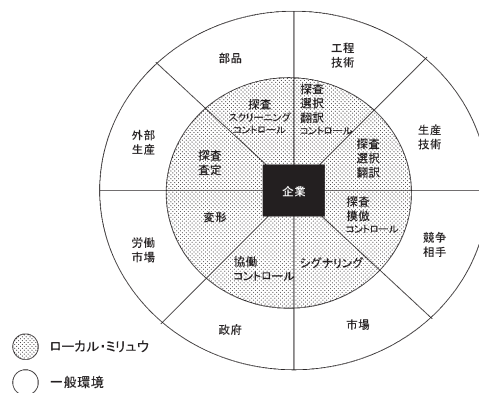 部品
工程
技術
生産
技術
競争
相手
市場
政府
労働
市場
外部
生産
探査
スクリーニング
コントロール
探査
選択
翻訳
コントロール
探査
選択
翻訳
探査
摸倣
コントロール
シグナリング
協働
コントロール
変形
探査
査定
企業
ローカル・ミリュウ
一般環境